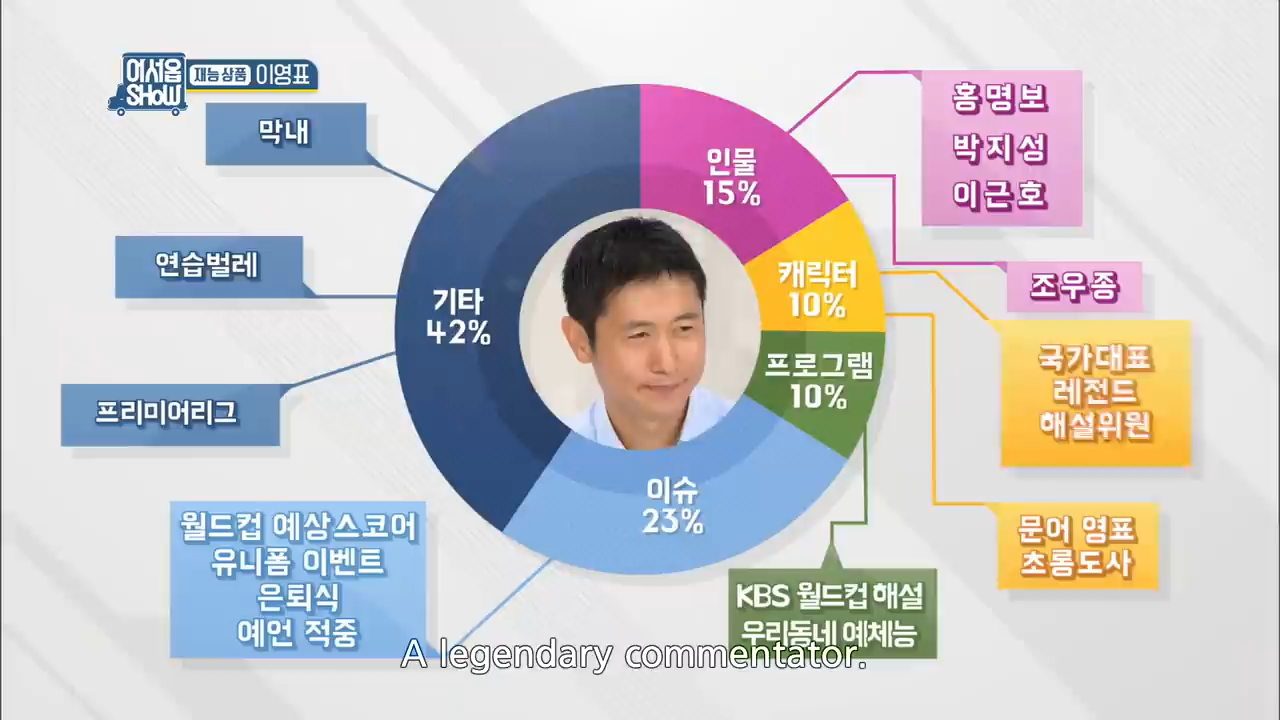 어서옵
SHOW
재능상품 이영표
막내
연습벌레
프리미어리그
월드컵 예상스코어
유니폼 이벤트
은퇴식
예언 적중
기타
42%
인물
15%
캐릭터
10%
프로그램
10%
이슈
23%
홍명보
박지성
이근호
조우종
국가대표
레전드
해설위원
문어 영표
초롱도사
KBS 월드컵 해설
우리동네 예체능
A legendary commentator.